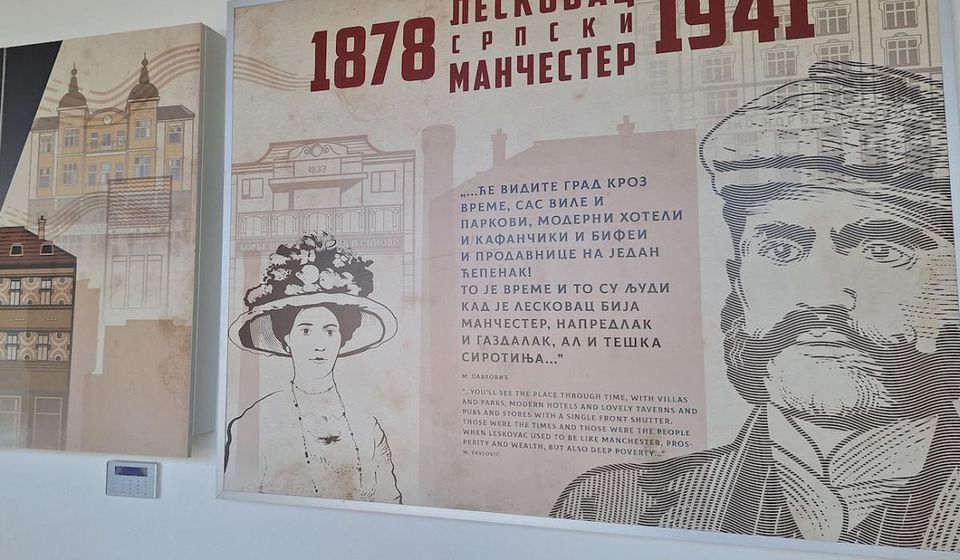 1878
ЛЕСКОВАЦ
СРПСКИ
МАНЧЕСТЕР
1941
1933
„...ЋЕ ВИДИТЕ ГРАД КРОЗ
ВРЕМЕ, САС ВИЛЕ И
ПАРКОВИ, МОДЕРНИ ХОТЕЛИ
И КАФАНЧИКИ И БИФЕИ
И ПРОДАВНИЦЕ НА ЈЕДАН
ЋЕПЕНАК!
ТО ЈЕ ВРЕМЕ И ТО СУ ЉУДИ
КАД ЈЕ ЛЕСКОВАЦ БИЈА
МАНЧЕСТЕР, НАПРЕДЛАК
И ГАЗДАЛАК, АЛ И ТЕШКА
СИРОТИЊА...”
М. ПАВЛОВИЋ
“...YOU'LL SEE THE PLACE THROUGH TIME, WITH VILLAS
AND PARKS, MODERN HOTELS AND LOVELY TAVERNS AND
PUBS AND STORES WITH A SINGLE FRONT SHUTTER.
THOSE WERE THE TIMES AND THOSE WERE THE PEOPLE
WHEN LESKOVAC USED TO BE LIKE MANCHESTER, PROS-
PERITY AND WEALTH, BUT ALSO DEEP POVERTY...“
M. PAVLOVIĆ